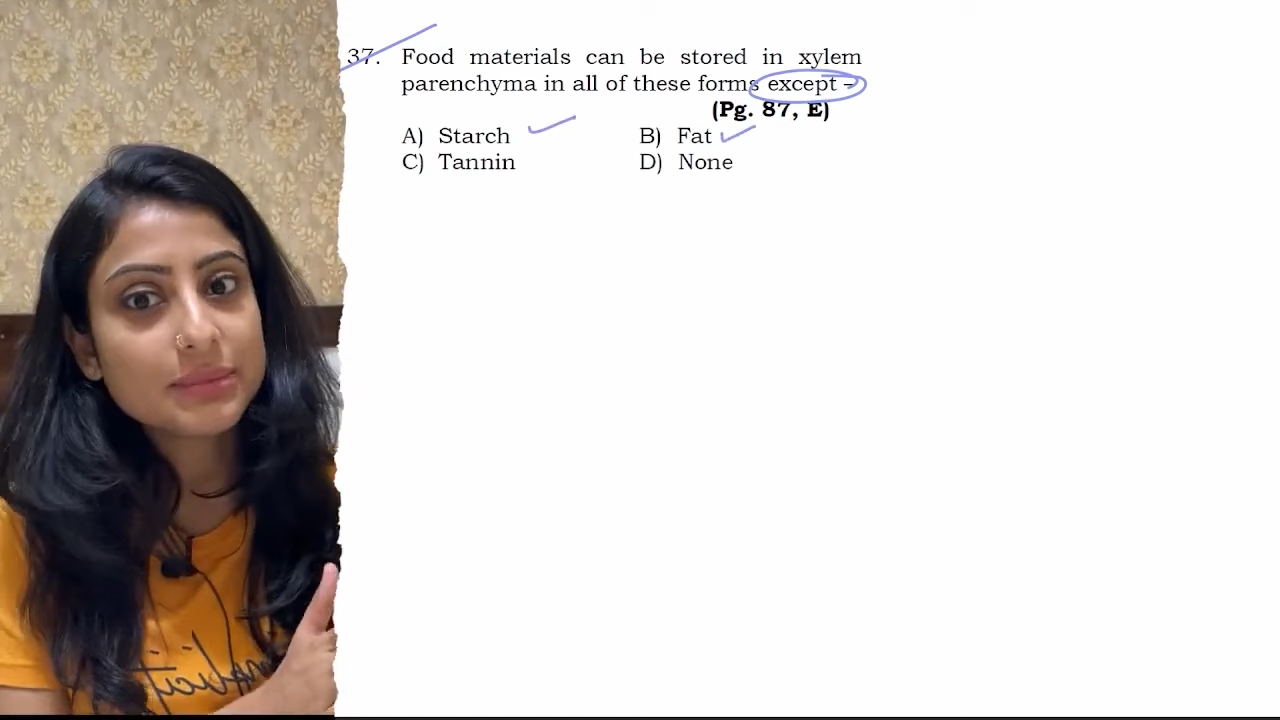 37. Food materials can be stored in xylem
parenchyma in all of these forms except –
(Pg. 87, E)
A) Starch B) Fat
C) Tannin D) None